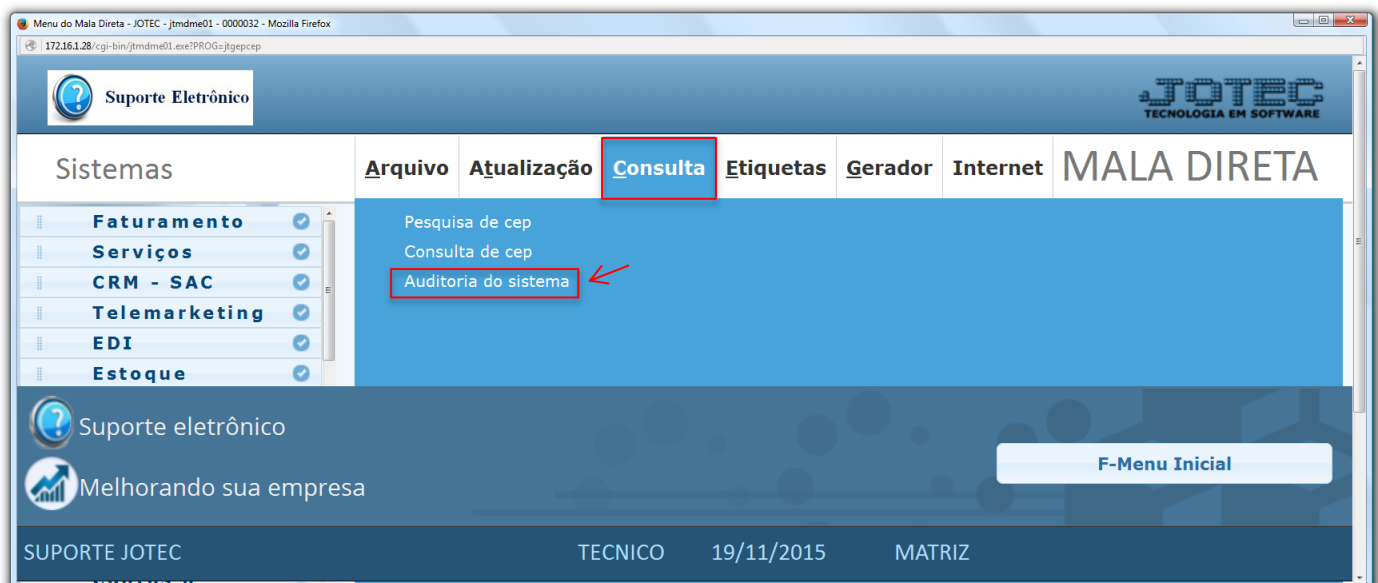 Menu do Mala Direta - JOTEC - jtmdme01 - 0000032 - Mozilla Firefox
172.16.1.28/cgi-bin/jtmdme01.exe?PROG=jtgepcep
Suporte Eletrônico
JOTEC
TECNOLOGIA EM SOFTWARE
Sistemas
Arquivo Atualização Consulta Etiquetas Gerador Internet MALA DIRETA
Faturamento
Serviços
CRM - SAC
Telemarketing
EDI
Estoque
Pesquisa de cep
Consulta de cep
Auditoria do sistema
Suporte eletrônico
Melhorando sua empresa
F-Menu Inicial
SUPORTE JOTEC TECNICO 19/11/2015 MATRIZ